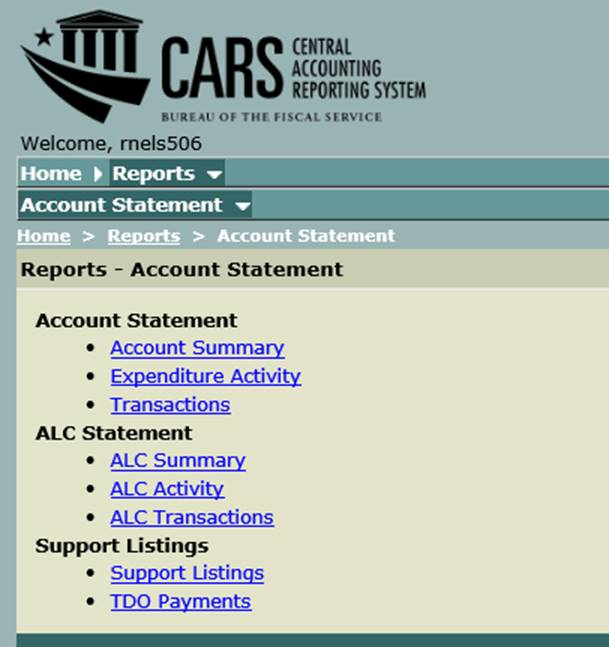 CARS CENTRAL
ACCOUNTING
REPORTING SYSTEM
BUREAU OF THE FISCAL SERVICE
Welcome, rnels506
Home Reports
Account Statement
Home > Reports > Account Statement
Reports - Account Statement
Account Statement
• Account Summary
• Expenditure Activity
• Transactions
ALC Statement
• ALC Summary
• ALC Activity
• ALC Transactions
Support Listings
• Support Listings
• TDO Payments